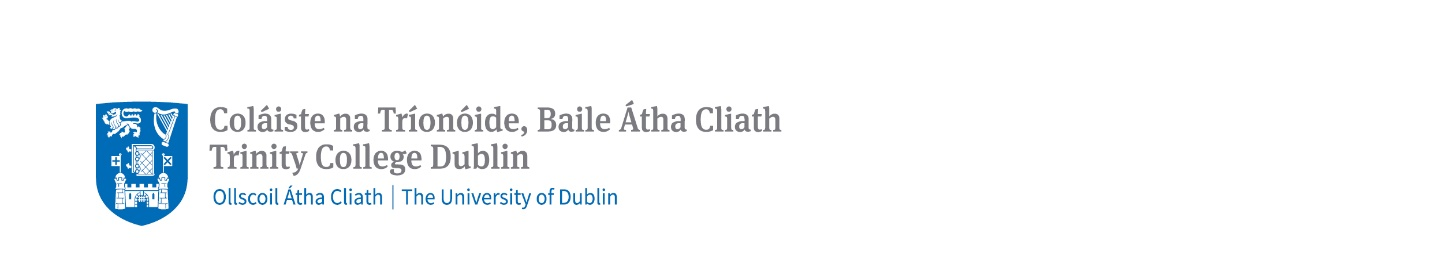 Coláiste na Tríonóide, Baile Átha Cliath
Trinity College Dublin
Ollscoil Átha Cliath | The University of Dublin